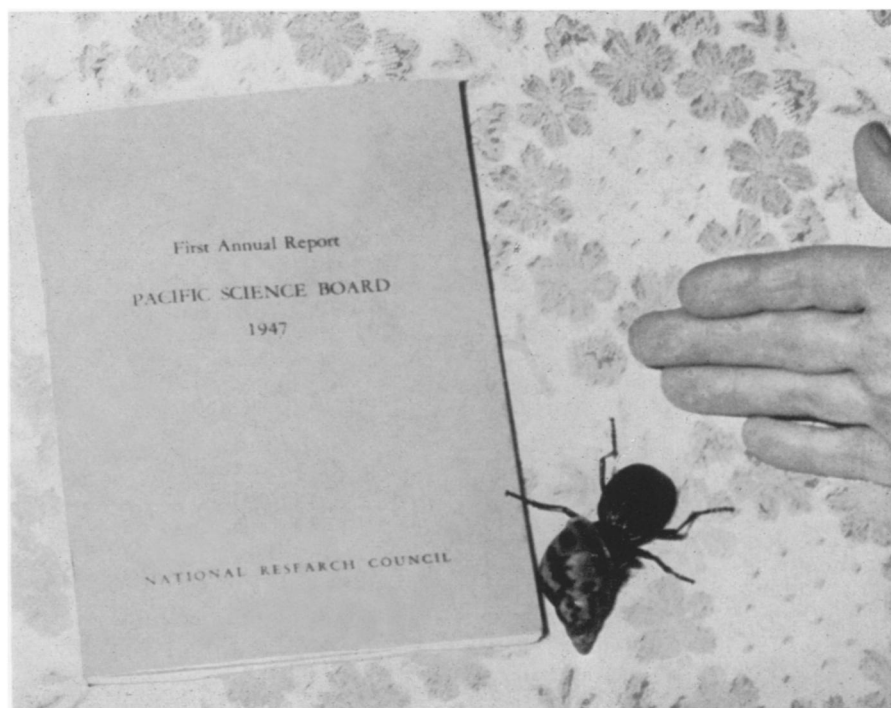 First Annual Report
PACIFIC SCIENCE BOARD
1947
NATIONAL RESEARCH COUNCIL